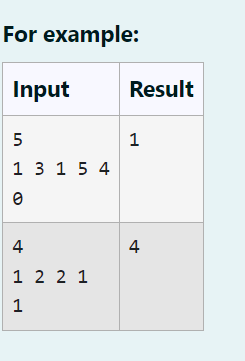 For example:
Input Result
5 1
1 3 1 5 4
0
4 4
1 2 2 1
1